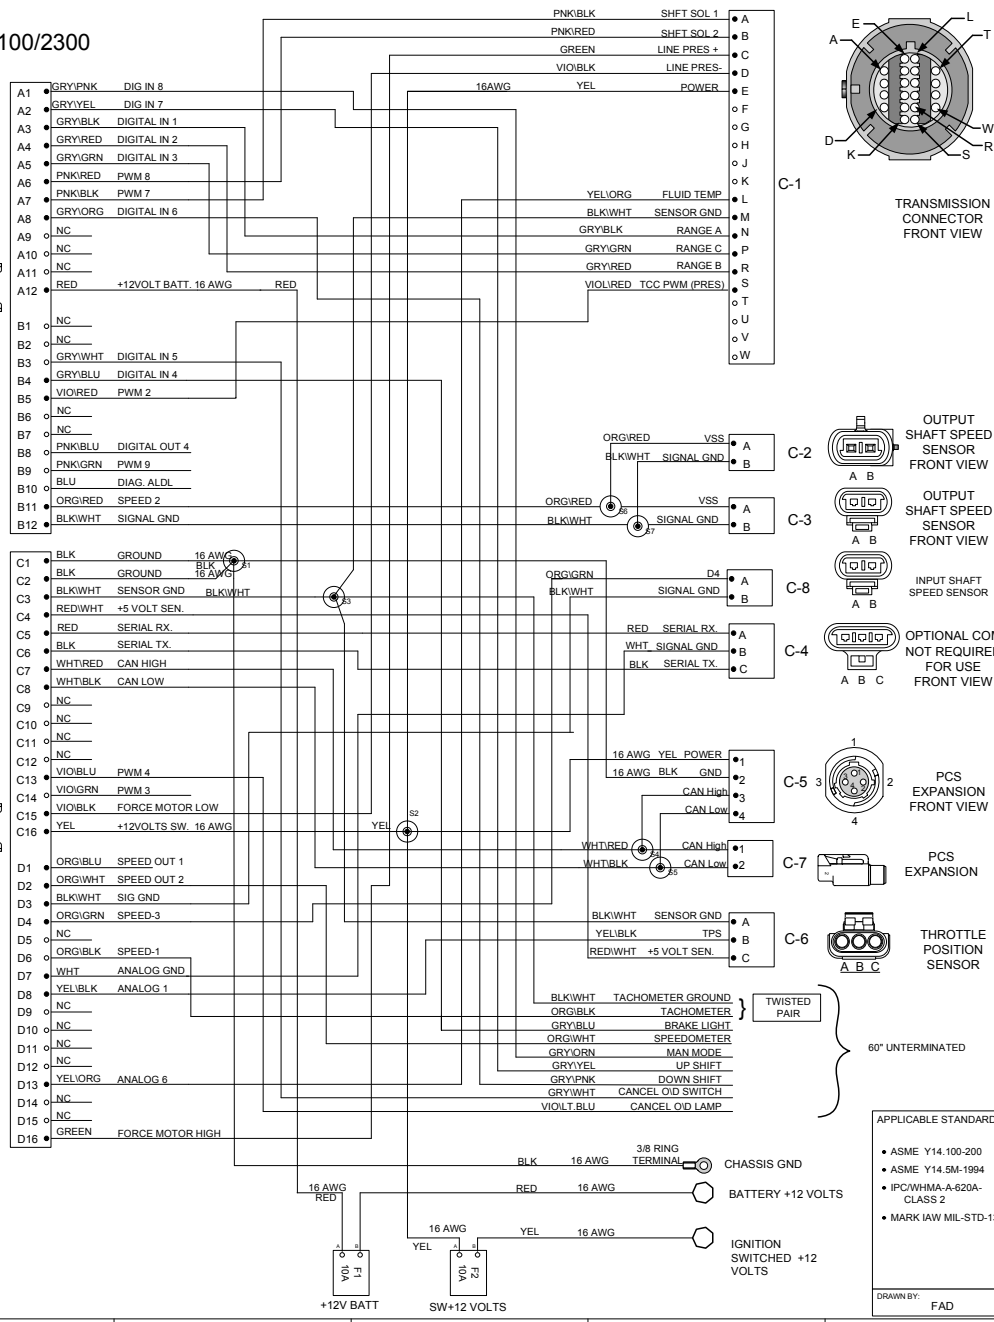 100/2300
A1 GRY\PNK DIG IN 8
A2 GRY\YEL DIG IN 7
A3 GRY\BLK DIGITAL IN 1
A4 GRY\RED DIGITAL IN 2
A5 GRY\GRN DIGITAL IN 3
A6 PNK\RED PWM 8
A7 PNK\BLK PWM 7
A8 GRY\ORG DIGITAL IN 6
A9 NC
A10 NC
A11 NC
A12 RED +12VOLT BATT. 16 AWG RED
B1 NC
B2 NC
B3 GRY\WHT DIGITAL IN 5
B4 GRY\BLU DIGITAL IN 4
B5 VIO\RED PWM 2
B6 NC
B7 NC
B8 PNK\BLU DIGITAL OUT 4
B9 PNK\GRN PWM 9
B10 BLU DIAG. ALDL
B11 ORG\RED SPEED 2
B12 BLK\WHT SIGNAL GND
C1 BLK GROUND 16 AWG
BLK
S1
C2 BLK GROUND 16 AWG
C3 BLK\WHT SENSOR GND BLK\WHT
S3
C4 RED\WHT +5 VOLT SEN.
C5 RED SERIAL RX.
C6 BLK SERIAL TX.
C7 WHT\RED CAN HIGH
C8 WHT\BLK CAN LOW
C9 NC
C10 NC
C11 NC
C12 NC
C13 VIO\BLU PWM 4
C14 VIO\GRN PWM 3
C15 VIO\BLK FORCE MOTOR LOW
C16 YEL +12VOLTS SW. 16 AWG YEL
S2
D1 ORG\BLU SPEED OUT 1
D2 ORG\WHT SPEED OUT 2
D3 BLK\WHT SIG GND
D4 ORG\GRN SPEED-3
D5 NC
D6 ORG\BLK SPEED-1
D7 WHT ANALOG GND
D8 YEL\BLK ANALOG 1
D9 NC
D10 NC
D11 NC
D12 NC
D13 YEL\ORG ANALOG 6
D14 NC
D15 NC
D16 GREEN FORCE MOTOR HIGH
PNK\BLK SHFT SOL 1 A
PNK\RED SHFT SOL 2 B
GREEN LINE PRES + C
VIO\BLK LINE PRES- D
16AWG YEL POWER E
F
G
H
J
K
C-1
YEL\ORG FLUID TEMP L
BLK\WHT SENSOR GND M
GRY\BLK RANGE A N
GRY\GRN RANGE C P
GRY\RED RANGE B R
VIOL\RED TCC PWM (PRES) S
T
U
V
W
E
L
A
T
D
W
K
S
R
TRANSMISSION
CONNECTOR
FRONT VIEW
ORG\RED VSS A
BLK\WHT SIGNAL GND B
C-2
A B
OUTPUT
SHAFT SPEED
SENSOR
FRONT VIEW
ORG\RED S6 VSS A
BLK\WHT S7 SIGNAL GND B
C-3
A B
OUTPUT
SHAFT SPEED
SENSOR
FRONT VIEW
ORG\GRN D4 A
BLK\WHT SIGNAL GND B
C-8
A B
INPUT SHAFT
SPEED SENSOR
RED SERIAL RX. A
WHT SIGNAL GND B
BLK SERIAL TX. C
C-4
A B C
OPTIONAL COM
NOT REQUIRE
FOR USE
FRONT VIEW
16 AWG YEL POWER 1
16 AWG BLK GND 2
CAN High 3
CAN Low 4
C-5
1
3
2
4
PCS
EXPANSION
FRONT VIEW
WHT\RED S4 CAN High 1
WHT\BLK S5 CAN Low 2
C-7
PCS
EXPANSION
BLK\WHT SENSOR GND A
YEL\BLK TPS B
RED\WHT +5 VOLT SEN. C
C-6
A B C
THROTTLE
POSITION
SENSOR
BLK\WHT TACHOMETER GROUND
ORG\BLK TACHOMETER
TWISTED
PAIR
GRY\BLU BRAKE LIGHT
ORG\WHT SPEEDOMETER
GRY\ORN MAN MODE
GRY\YEL UP SHIFT
GRY\PNK DOWN SHIFT
GRY\WHT CANCEL O\D SWITCH
VIO\LT.BLU CANCEL O\D LAMP
60" UNTERMINATED
BLK 16 AWG 3/8 RING
TERMINAL
CHASSIS GND
16 AWG
RED
RED 16 AWG
BATTERY +12 VOLTS
16 AWG
YEL
YEL 16 AWG
IGNITION
SWITCHED +12
VOLTS
A B
F1
10A
+12V BATT
A B
F2
10A
SW+12 VOLTS
APPLICABLE STANDARD
• ASME Y14.100-200
• ASME Y14.5M-1994
• IPC/WHMA-A-620A-
CLASS 2
• MARK IAW MIL-STD-1
DRAWN BY:
FAD